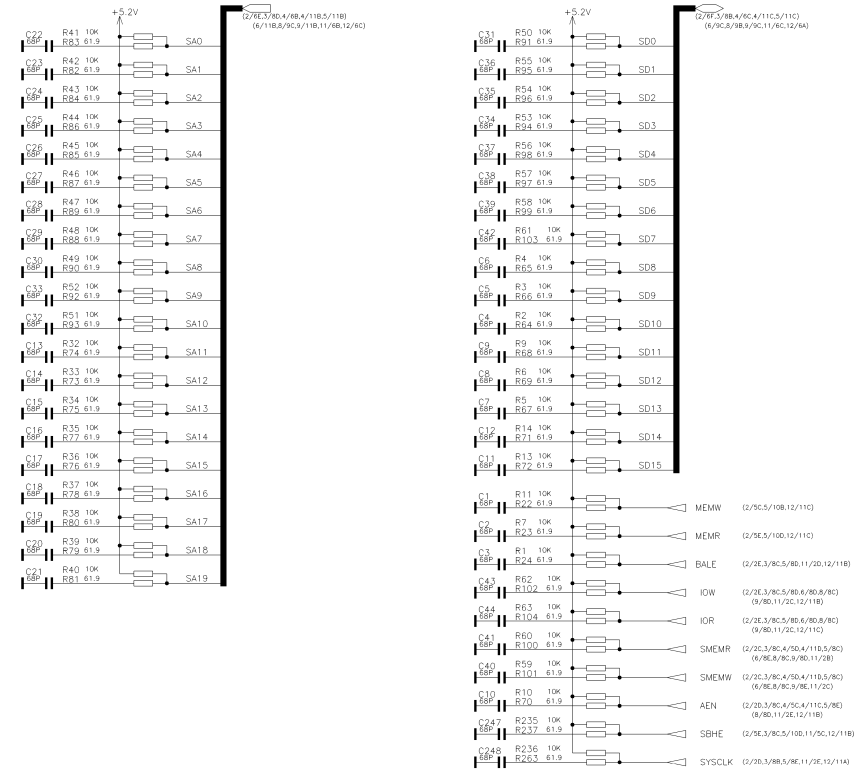 +5.2V
(2/6E,3/8D,4/6B,4/11B,5/11B)
(6/11B,8/9C,9/11B,11/6B,12/6C)
C22 68P R41 10K R83 61.9 SA0
C23 68P R42 10K R82 61.9 SA1
C24 68P R43 10K R84 61.9 SA2
C25 68P R44 10K R86 61.9 SA3
C26 68P R45 10K R85 61.9 SA4
C27 68P R46 10K R87 61.9 SA5
C28 68P R47 10K R89 61.9 SA6
C29 68P R48 10K R88 61.9 SA7
C30 68P R49 10K R90 61.9 SA8
C33 68P R52 10K R92 61.9 SA9
C32 68P R51 10K R93 61.9 SA10
C13 68P R32 10K R74 61.9 SA11
C14 68P R33 10K R73 61.9 SA12
C15 68P R34 10K R75 61.9 SA13
C16 68P R35 10K R77 61.9 SA14
C17 68P R36 10K R76 61.9 SA15
C18 68P R37 10K R78 61.9 SA16
C19 68P R38 10K R80 61.9 SA17
C20 68P R39 10K R79 61.9 SA18
C21 68P R40 10K R81 61.9 SA19
+5.2V
(2/6F,3/8B,4/6C,4/11C,5/11C)
(6/9C,8/9B,9/9C,11/6C,12/6A)
C31 68P R50 10K R91 61.9 SD0
C36 68P R55 10K R95 61.9 SD1
C35 68P R54 10K R96 61.9 SD2
C34 68P R53 10K R94 61.9 SD3
C37 68P R56 10K R98 61.9 SD4
C38 68P R57 10K R97 61.9 SD5
C39 68P R58 10K R99 61.9 SD6
C42 68P R61 10K R103 61.9 SD7
C6 68P R4 10K R65 61.9 SD8
C5 68P R3 10K R66 61.9 SD9
C4 68P R2 10K R64 61.9 SD10
C9 68P R9 10K R68 61.9 SD11
C8 68P R6 10K R69 61.9 SD12
C7 68P R5 10K R67 61.9 SD13
C12 68P R14 10K R71 61.9 SD14
C11 68P R13 10K R72 61.9 SD15
C1 68P R11 10K R22 61.9 MEMW (2/5C,5/10B,12/11C)
C2 68P R7 10K R23 61.9 MEMR (2/5E,5/10D,12/11C)
C3 68P R1 10K R24 61.9 BALE (2/2E,3/8C,5/8D,11/2D,12/11B)
C43 68P R62 10K R102 61.9 IOW (2/2E,3/8C,5/8D,6/8D,8/8C)
(9/8D,11/2C,12/11B)
C44 68P R63 10K R104 61.9 IOR (2/2E,3/8C,5/8D,6/8D,8/8C)
(9/8D,11/2C,12/11C)
C41 68P R60 10K R100 61.9 SMEMR (2/2C,3/8C,4/5D,4/11D,5/8C)
(6/8E,8/8C,9/8D,11/2B)
C40 68P R59 10K R101 61.9 SMEMW (2/2C,3/8C,4/5D,4/11D,5/8C)
(6/8E,8/8C,9/8E,11/2C)
C10 68P R10 10K R70 61.9 AEN (2/2D,3/8C,4/5C,4/11C,5/8E)
(8/8D,11/2E,12/11B)
C247 68P R235 10K R237 61.9 SBHE (2/5E,3/8C,5/10D,11/5C,12/11B)
C248 68P R236 10K R263 61.9 SYSCLK (2/2D,3/8B,5/8E,11/2E,12/11A)